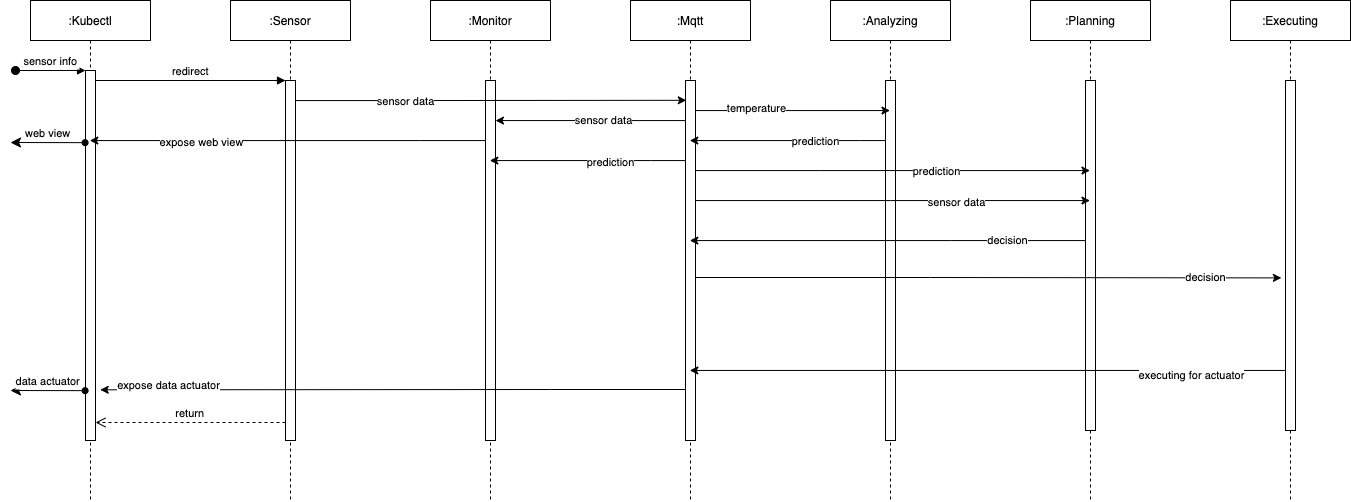 :Kubectl
:Sensor
:Monitor
:Mqtt
:Analyzing
:Planning
:Executing
sensor info
redirect
sensor data
temperature
sensor data
web view
expose web view
prediction
prediction
prediction
sensor data
decision
decision
executing for actuator
data actuator
expose data actuator
return